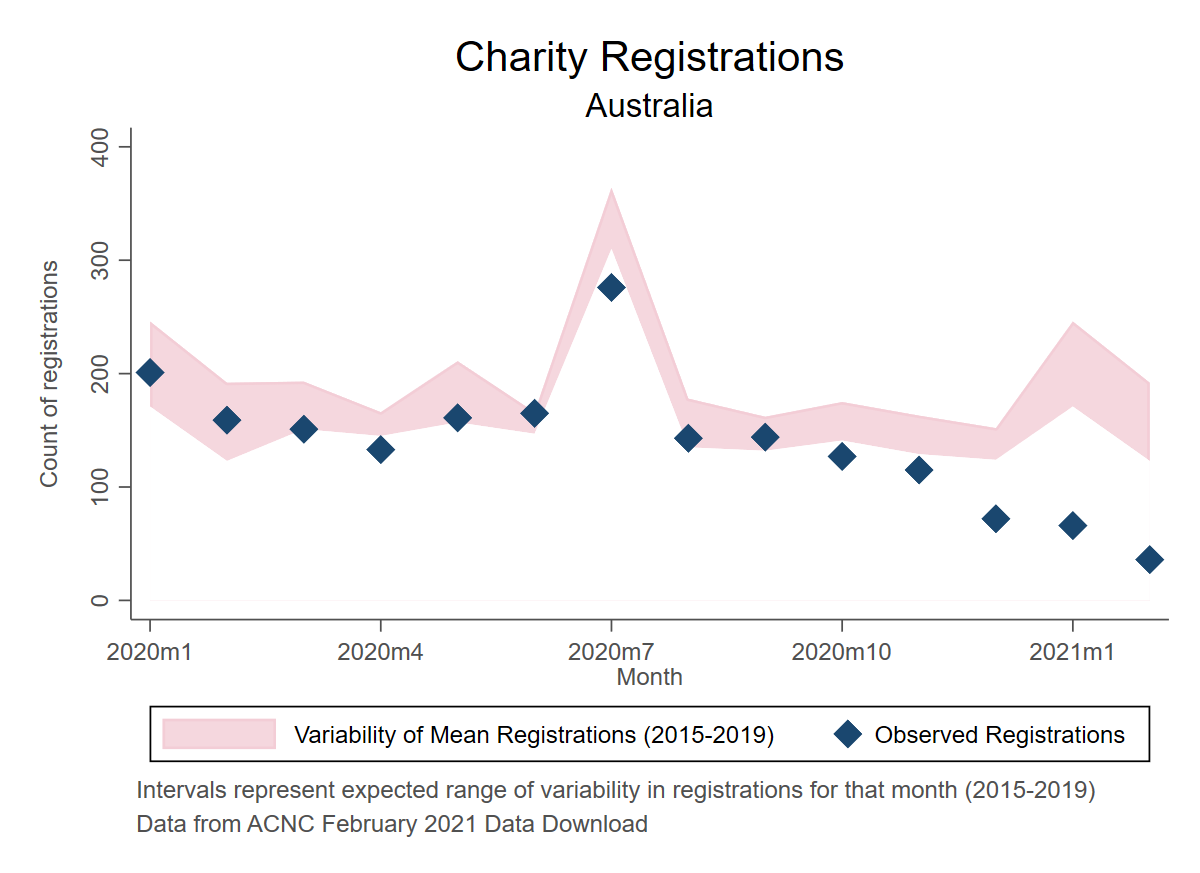 Charity Registrations
Australia
400
300
200
100
0
Count of registrations
2020m1 2020m4 2020m7 2020m10 2021m1
Month
Variability of Mean Registrations (2015-2019) Observed Registrations
Intervals represent expected range of variability in registrations for that month (2015-2019)
Data from ACNC February 2021 Data Download